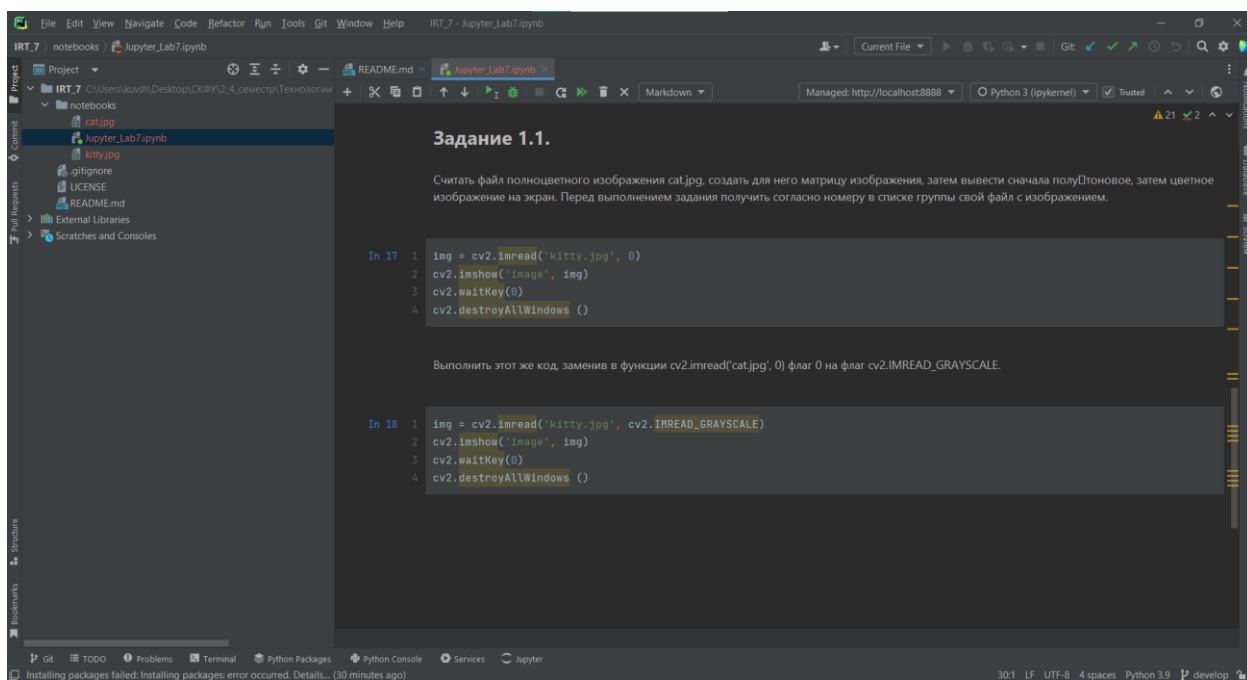 File Edit View Navigate Code Refactor Run Tools Git Window Help IRT_7 - Jupyter_Lab7.ipynb
IRT_7 notebooks Jupyter_Lab7.ipynb Current File Git:
Project README.md Jupyter_Lab7.ipynb
Project
IRT_7 C:\Users\kuvsh\Desktop\СКФУ\2_4_семестр\Технологии
Markdown Managed: http://localhost:8888 Python 3 (ipykernel) Trusted
notebooks
21 2
cat.jpg
Jupyter_Lab7.ipynb
kitty.jpg
.gitignore
LICENSE
README.md
External Libraries
Scratches and Consoles
Commit
Pull Requests
Structure
Bookmarks
Задание 1.1.
Считать файл полноцветного изображения cat.jpg, создать для него матрицу изображения, затем вывести сначала полу□тоновое, затем цветное
изображение на экран. Перед выполнением задания получить согласно номеру в списке группы свой файл с изображением.
In 17 1 img = cv2.imread('kitty.jpg', 0)
2 cv2.imshow('image', img)
3 cv2.waitKey(0)
4 cv2.destroyAllWindows ()
Выполнить этот же код, заменив в функции cv2.imread('cat.jpg', 0) флаг 0 на флаг cv2.IMREAD_GRAYSCALE.
In 18 1 img = cv2.imread('kitty.jpg', cv2.IMREAD_GRAYSCALE)
2 cv2.imshow('image', img)
3 cv2.waitKey(0)
4 cv2.destroyAllWindows ()
Git TODO Problems Terminal Python Packages Python Console Services Jupyter
Installing packages failed: Installing packages: error occurred. Details... (30 minutes ago) 30:1 LF UTF-8 4 spaces Python 3.9 develop